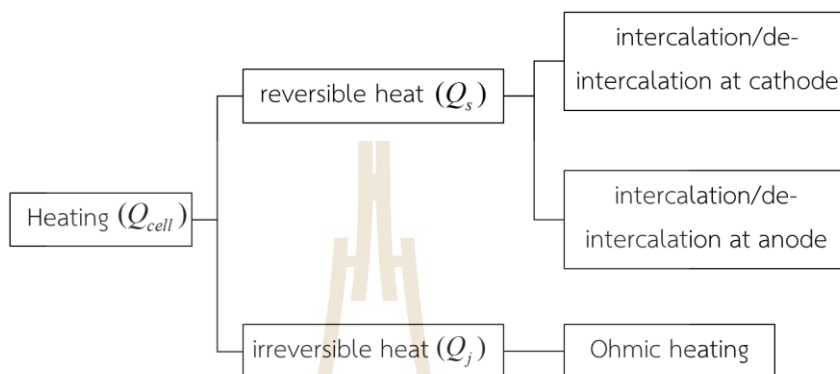 intercalation/de-
intercalation at cathode
reversible heat (Q_s)
intercalation/de-
intercalation at anode
Heating (Q_cell)
irreversible heat (Q_j)
Ohmic heating